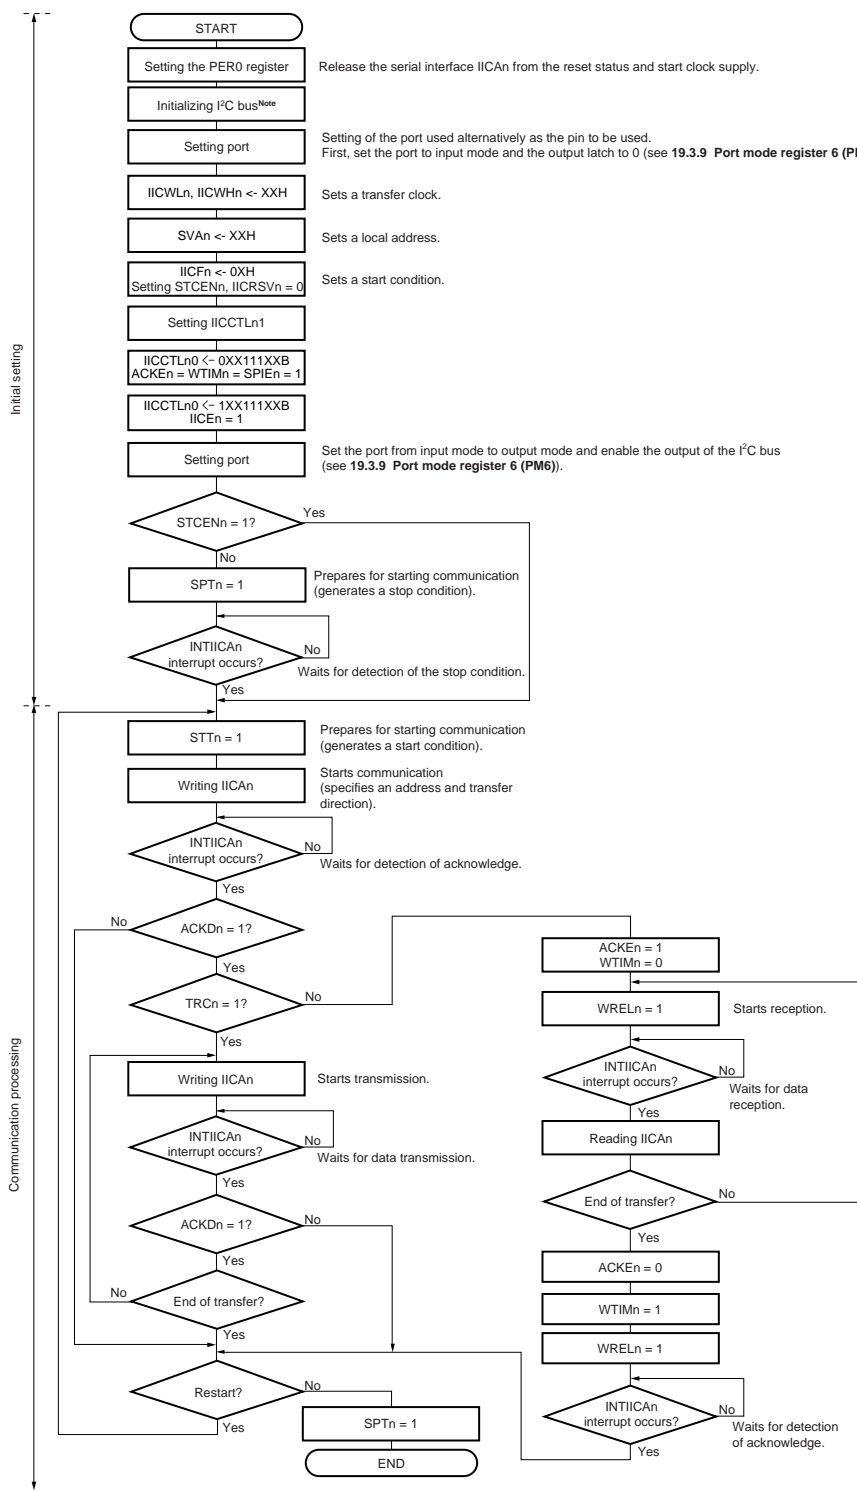 START
Setting the PER0 register
Release the serial interface IICAn from the reset status and start clock supply.
Initializing I²C bus^Note
Setting port
Setting of the port used alternatively as the pin to be used.
First, set the port to input mode and the output latch to 0 (see 19.3.9 Port mode register 6 (P
IICWLn, IICWHn <- XXH
Sets a transfer clock.
SVAn <- XXH
Sets a local address.
IICFn <- 0XH
Setting STCENn, IICRSVn = 0
Sets a start condition.
Setting IICCTLn1
IICCTLn0 <- 0XX111XXB
ACKEn = WTIMn = SPIEn = 1
IICCTLn0 <- 1XX111XXB
IICEn = 1
Setting port
Set the port from input mode to output mode and enable the output of the I²C bus
(see 19.3.9 Port mode register 6 (PM6)).
Initial setting
STCENn = 1?
Yes
No
SPTn = 1
Prepares for starting communication
(generates a stop condition).
INTIICAn
interrupt occurs?
No
Waits for detection of the stop condition.
Yes
STTn = 1
Prepares for starting communication
(generates a start condition).
Writing IICAn
Starts communication
(specifies an address and transfer
direction).
INTIICAn
interrupt occurs?
No
Waits for detection of acknowledge.
Yes
No
ACKDn = 1?
Yes
TRCn = 1?
No
Yes
Writing IICAn
Starts transmission.
INTIICAn
interrupt occurs?
No
Waits for data transmission.
Yes
ACKDn = 1?
No
Yes
No
End of transfer?
Yes
Restart?
No
Yes
SPTn = 1
END
Communication processing
ACKEn = 1
WTIMn = 0
WRELn = 1
Starts reception.
INTIICAn
interrupt occurs?
No
Waits for data
reception.
Yes
Reading IICAn
End of transfer?
No
Yes
ACKEn = 0
WTIMn = 1
WRELn = 1
INTIICAn
interrupt occurs?
No
Waits for detection
of acknowledge.
Yes